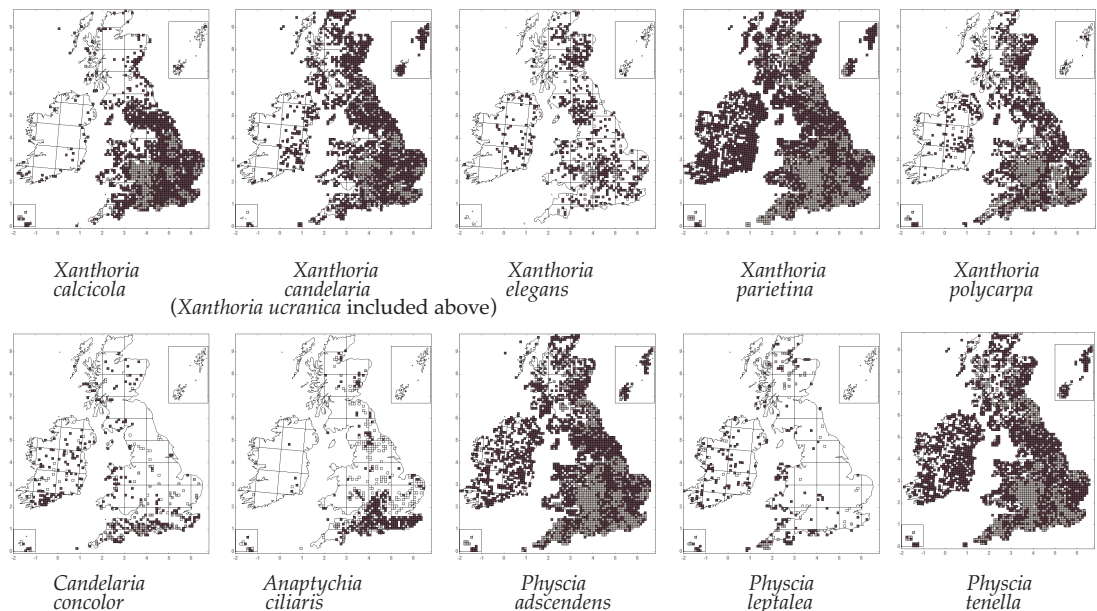 Xanthoria calcicola
Xanthoria candelaria
Xanthoria elegans
Xanthoria parietina
Xanthoria polycarpa
(Xanthoria ucranica included above)
Candelaria concolor
Anaptychia ciliaris
Physcia adscendens
Physcia leptalea
Physcia tenella